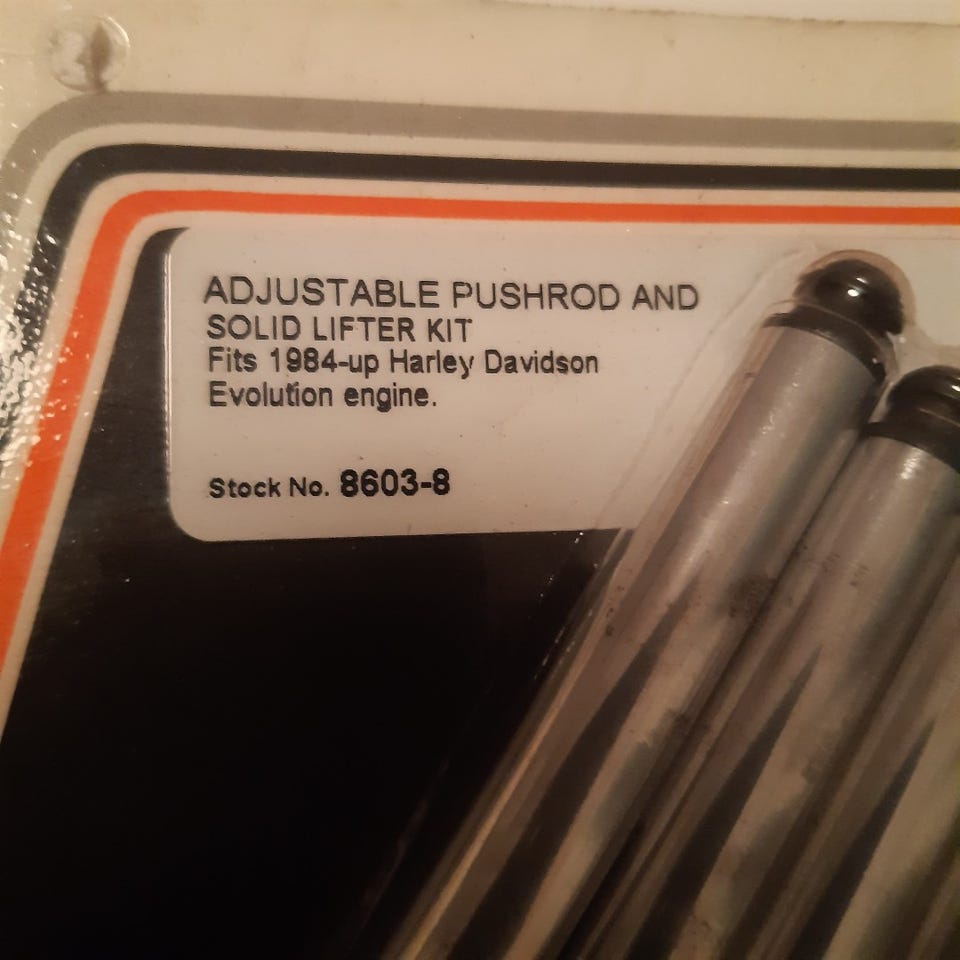 ADJUSTABLE PUSHROD AND
SOLID LIFTER KIT
Fits 1984-up Harley Davidson
Evolution engine.
Stock No. 8603-8